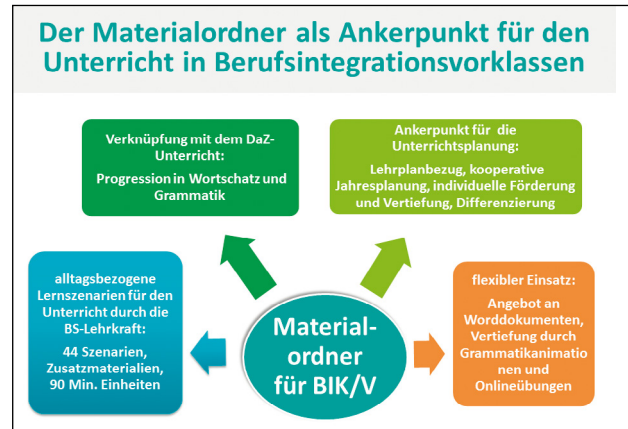 Der Materialordner als Ankerpunkt für den
Unterricht in Berufsintegrationsvorklassen
Verknüpfung mit dem DaZ-
Unterricht:
Progression in Wortschatz und
Grammatik
Ankerpunkt für die
Unterrichtsplanung:
Lehrplanbezug, kooperative
Jahresplanung, individuelle Förderung
und Vertiefung, Differenzierung
alltagsbezogene
Lernszenarien für den
Unterricht durch die
BS-Lehrkraft:
44 Szenarien,
Zusatzmaterialien,
90 Min. Einheiten
Material-
ordner
für BIK/V
flexibler Einsatz:
Angebot an
Worddokumenten,
Vertiefung durch
Grammatikanimatio
nen und
Onlineübungen